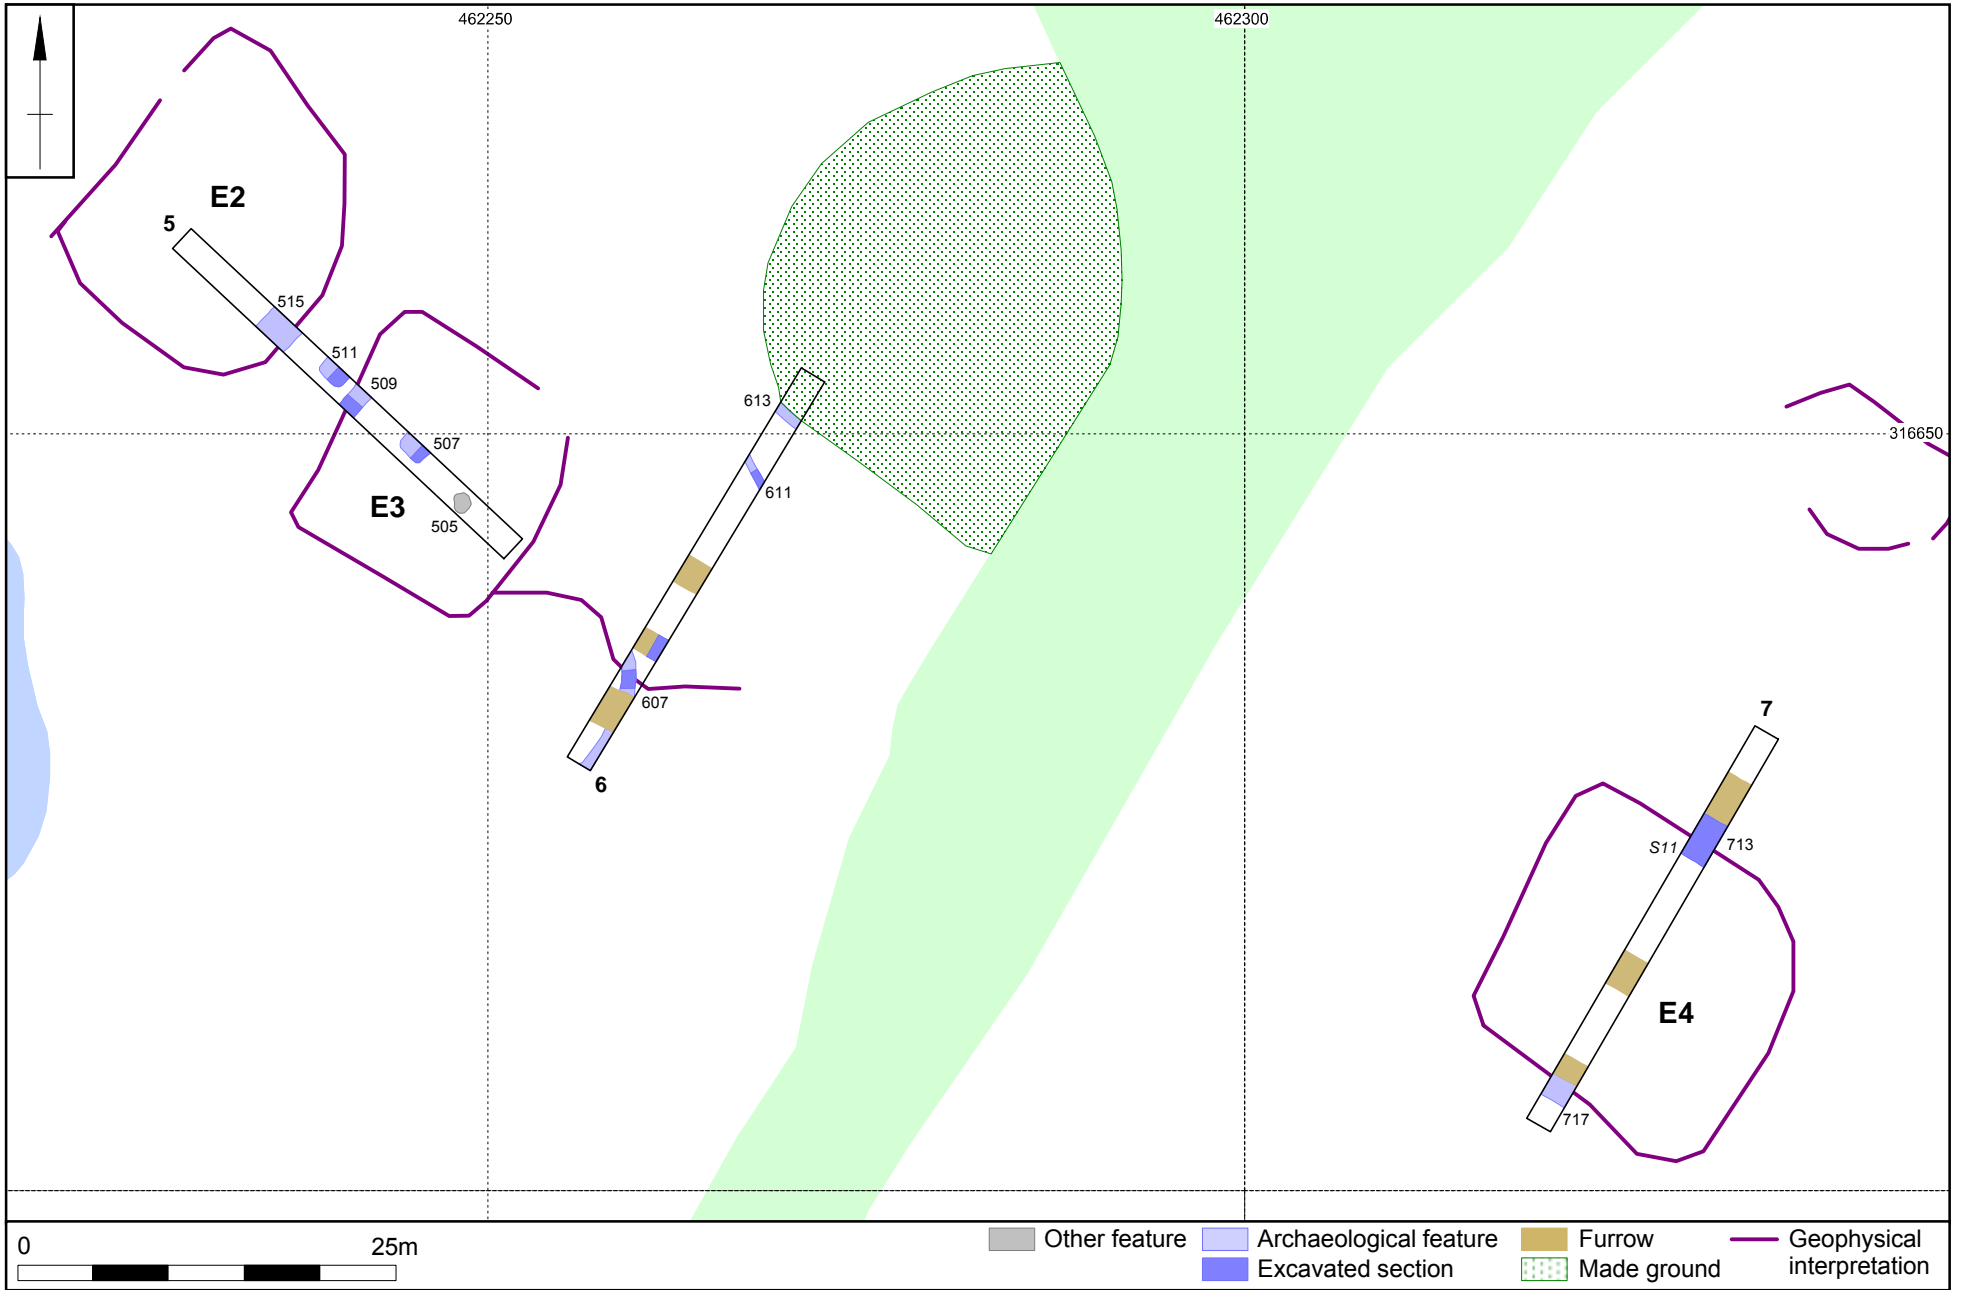 462250
462300
E2
5
515
511
509
507
E3
505
613
611
316650
607
6
7
S11
713
E4
717
0
25m
Other feature
Archaeological feature
Excavated section
Furrow
Made ground
Geophysical
interpretation